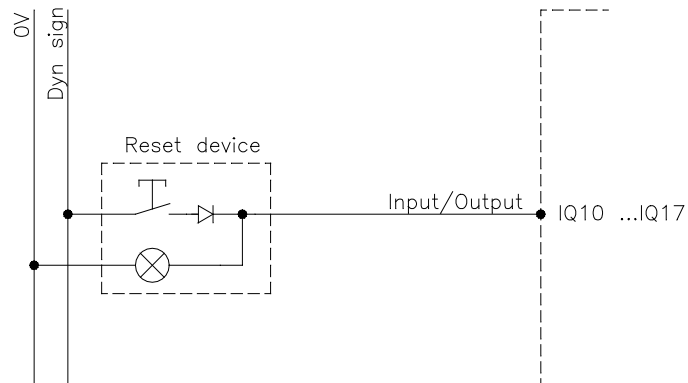 0V
Dyn sign
Reset device
Input/Output
IQ10 ...IQ17